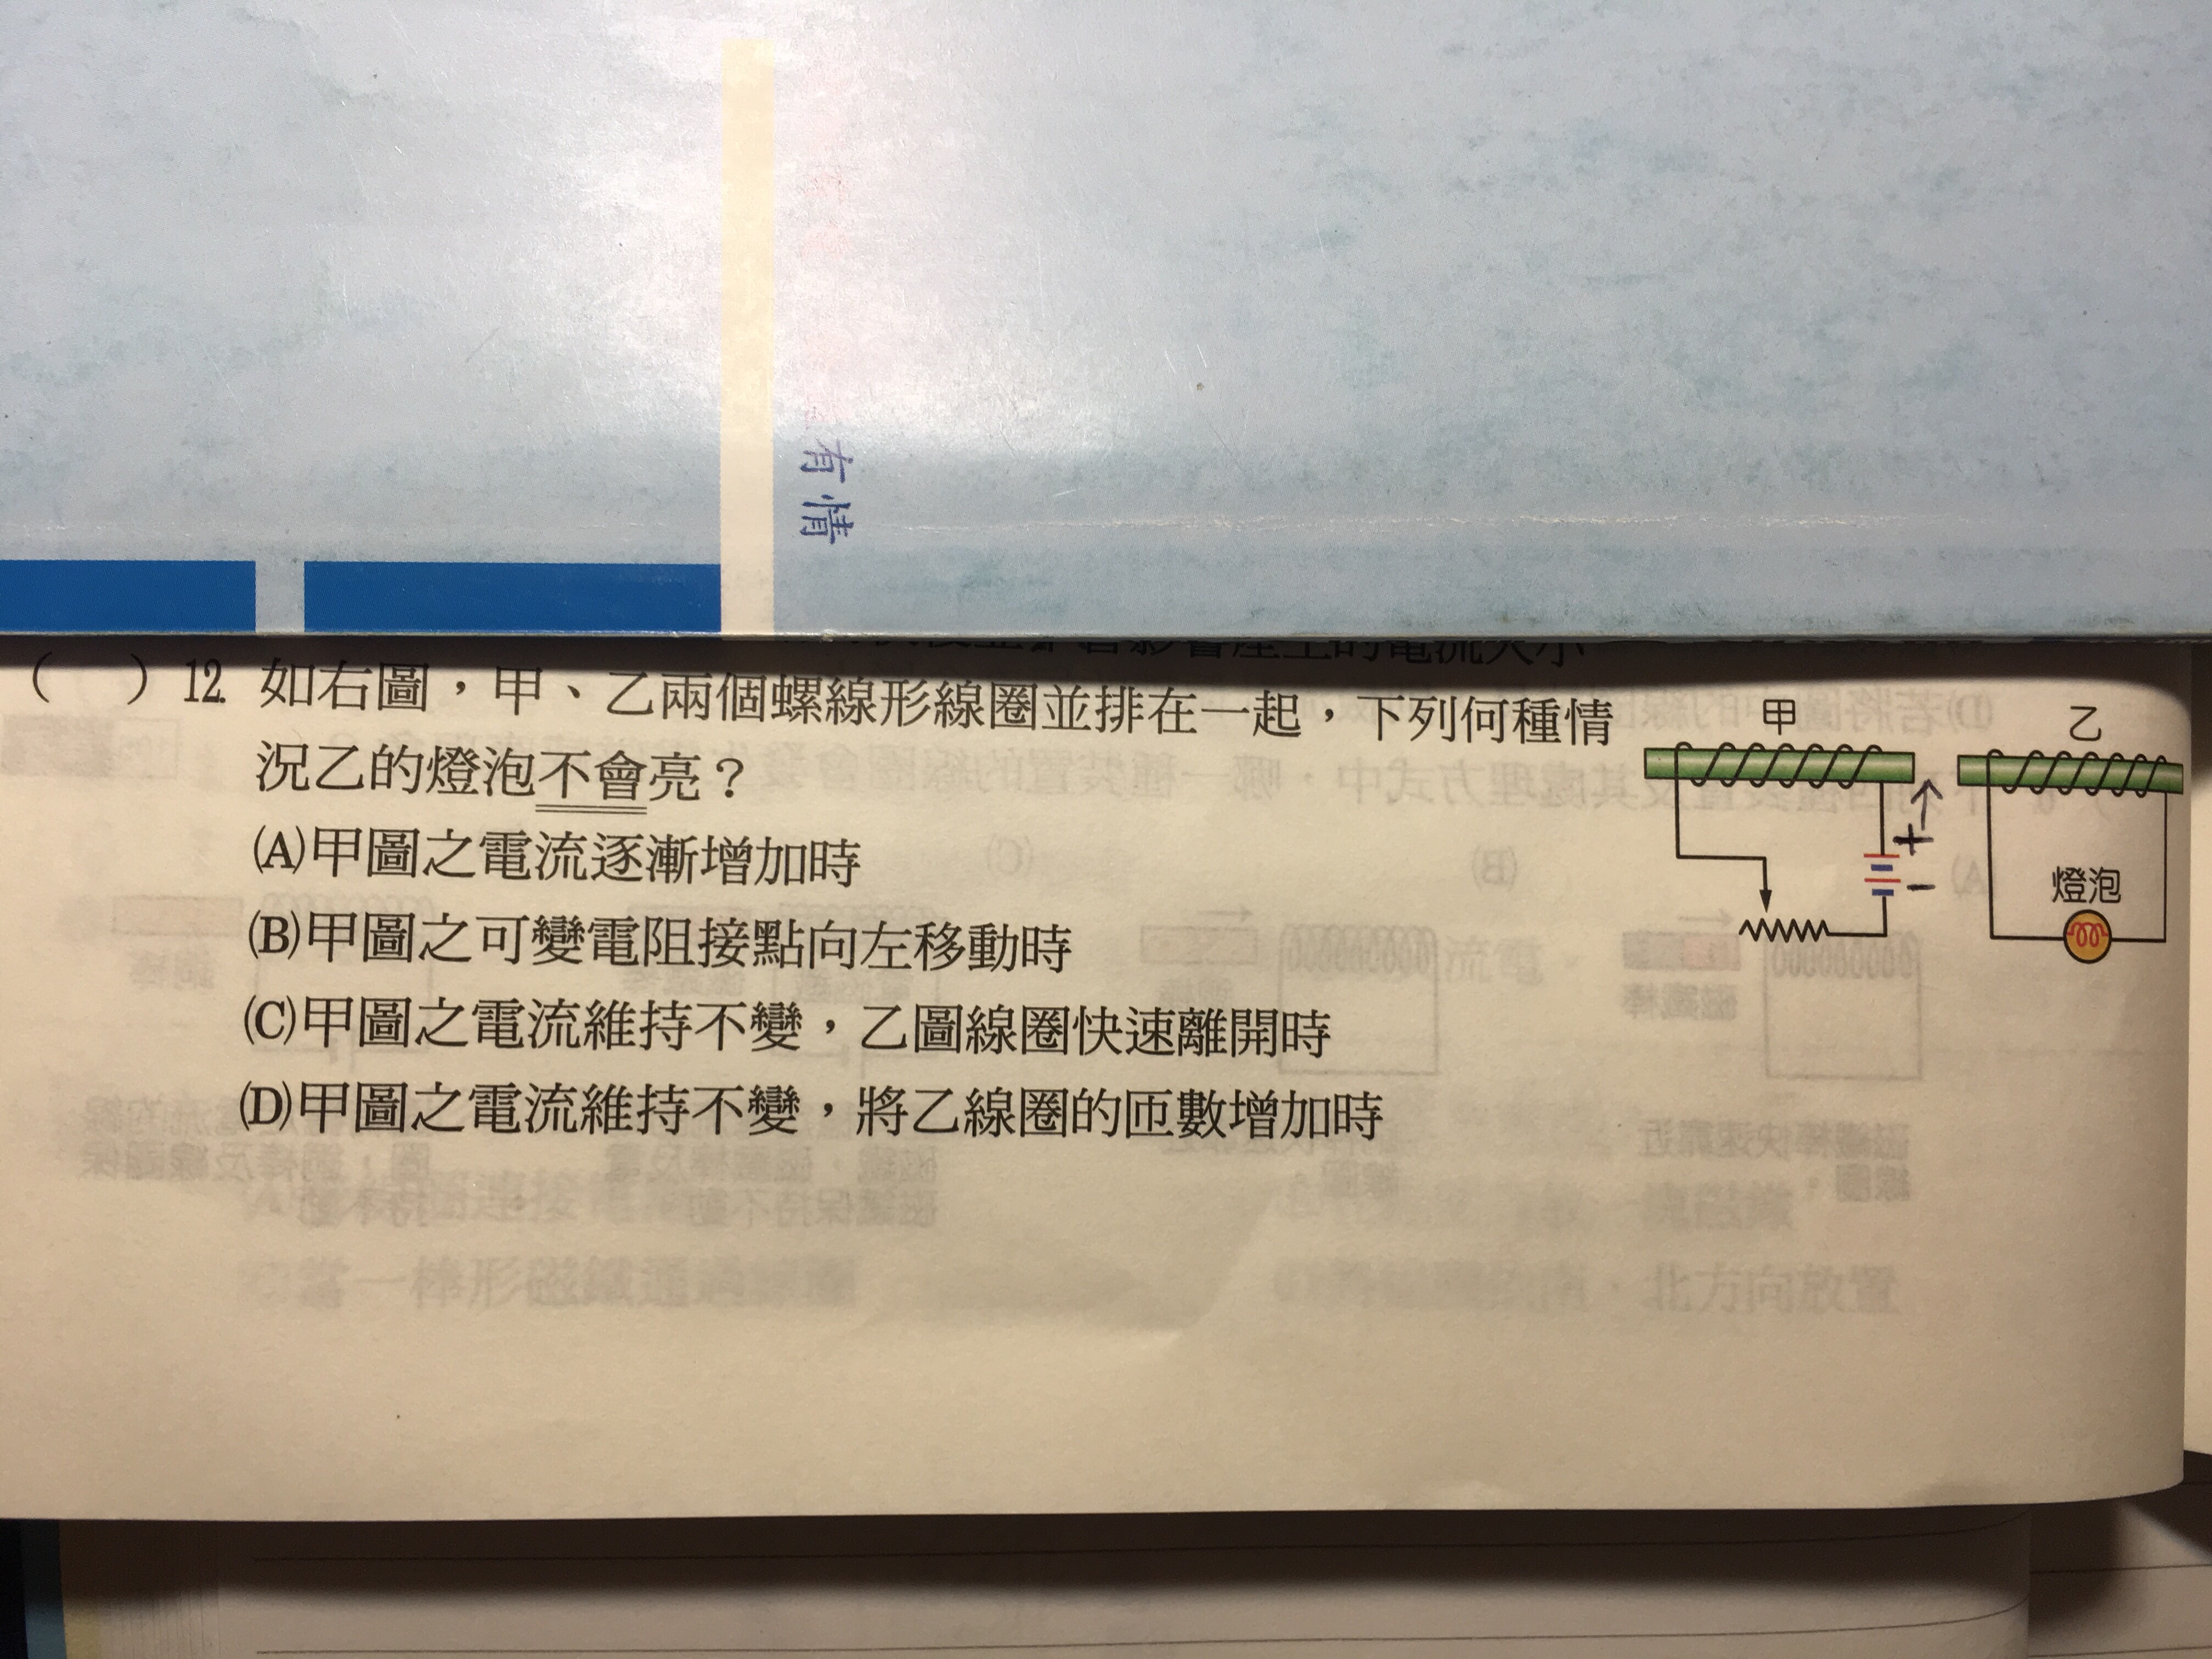 有情
的電流大小
( ) 12. 如右圖，甲、乙兩個螺線形線圈並排在一起，下列何種情
況乙的燈泡不會亮？
(A)甲圖之電流逐漸增加時
(B)甲圖之可變電阻接點向左移動時
(C)甲圖之電流維持不變，乙圖線圈快速離開時
(D)甲圖之電流維持不變，將乙線圈的匝數增加時
甲
乙
+
-
燈泡